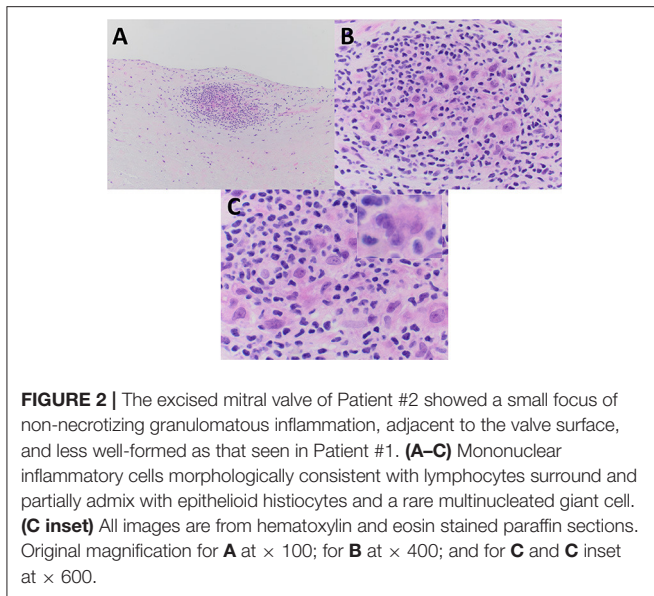 A
B
C
FIGURE 2 | The excised mitral valve of Patient #2 showed a small focus of
non-necrotizing granulomatous inflammation, adjacent to the valve surface,
and less well-formed as that seen in Patient #1. (A–C) Mononuclear
inflammatory cells morphologically consistent with lymphocytes surround and
partially admix with epithelioid histiocytes and a rare multinucleated giant cell.
(C inset) All images are from hematoxylin and eosin stained paraffin sections.
Original magnification for A at × 100; for B at × 400; and for C and C inset
at × 600.